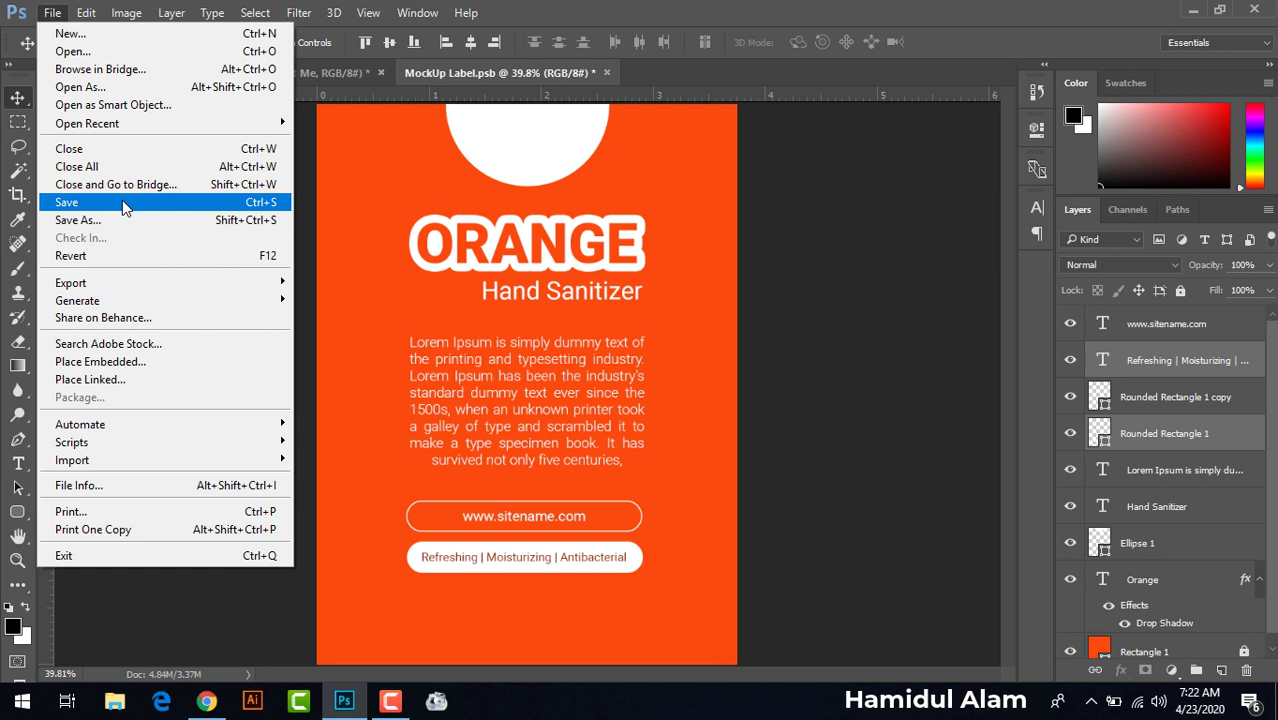 Ps File Edit Image Layer Type Select Filter 3D View Window Help
New... Ctrl+N
Open... Ctrl+O
Browse in Bridge... Alt+Ctrl+O
Open As... Alt+Shift+Ctrl+O
Open as Smart Object...
Open Recent
Close Ctrl+W
Close All Alt+Ctrl+W
Close and Go to Bridge... Shift+Ctrl+W
Save Ctrl+S
Save As... Shift+Ctrl+S
Check In...
Revert F12
Export
Generate
Share on Behance...
Search Adobe Stock...
Place Embedded...
Place Linked...
Package...
Automate
Scripts
Import
File Info... Alt+Shift+Ctrl+I
Print... Ctrl+P
Print One Copy Alt+Shift+Ctrl+P
Exit Ctrl+Q
Controls
3D Mode:
Essentials
Me, RGB/8#) * × MockUp Label.psb @ 39.8% (RGB/8#) * ×
0 1 2 3 4 5 6
ORANGE
Hand Sanitizer
Lorem Ipsum is simply dummy text of
the printing and typesetting industry.
Lorem Ipsum has been the industry's
standard dummy text ever since the
1500s, when an unknown printer took
a galley of type and scrambled it to
make a type specimen book. It has
survived not only five centuries,
www.sitename.com
Refreshing | Moisturizing | Antibacterial
Color Swatches
Layers Channels Paths
Kind
Normal Opacity: 100%
Lock: Fill: 100%
www.sitename.com
Refreshing | Moisturizing | ...
Rounded Rectangle 1 copy
Rounded Rectangle 1
Lorem Ipsum is simply du...
Hand Sanitizer
Ellipse 1
Orange fx
Effects
Drop Shadow
Rectangle 1
39.81% Doc: 4.84M/3.37M
Ai Ps
Hamidul Alam
7:22 AM
4/23/2020
6